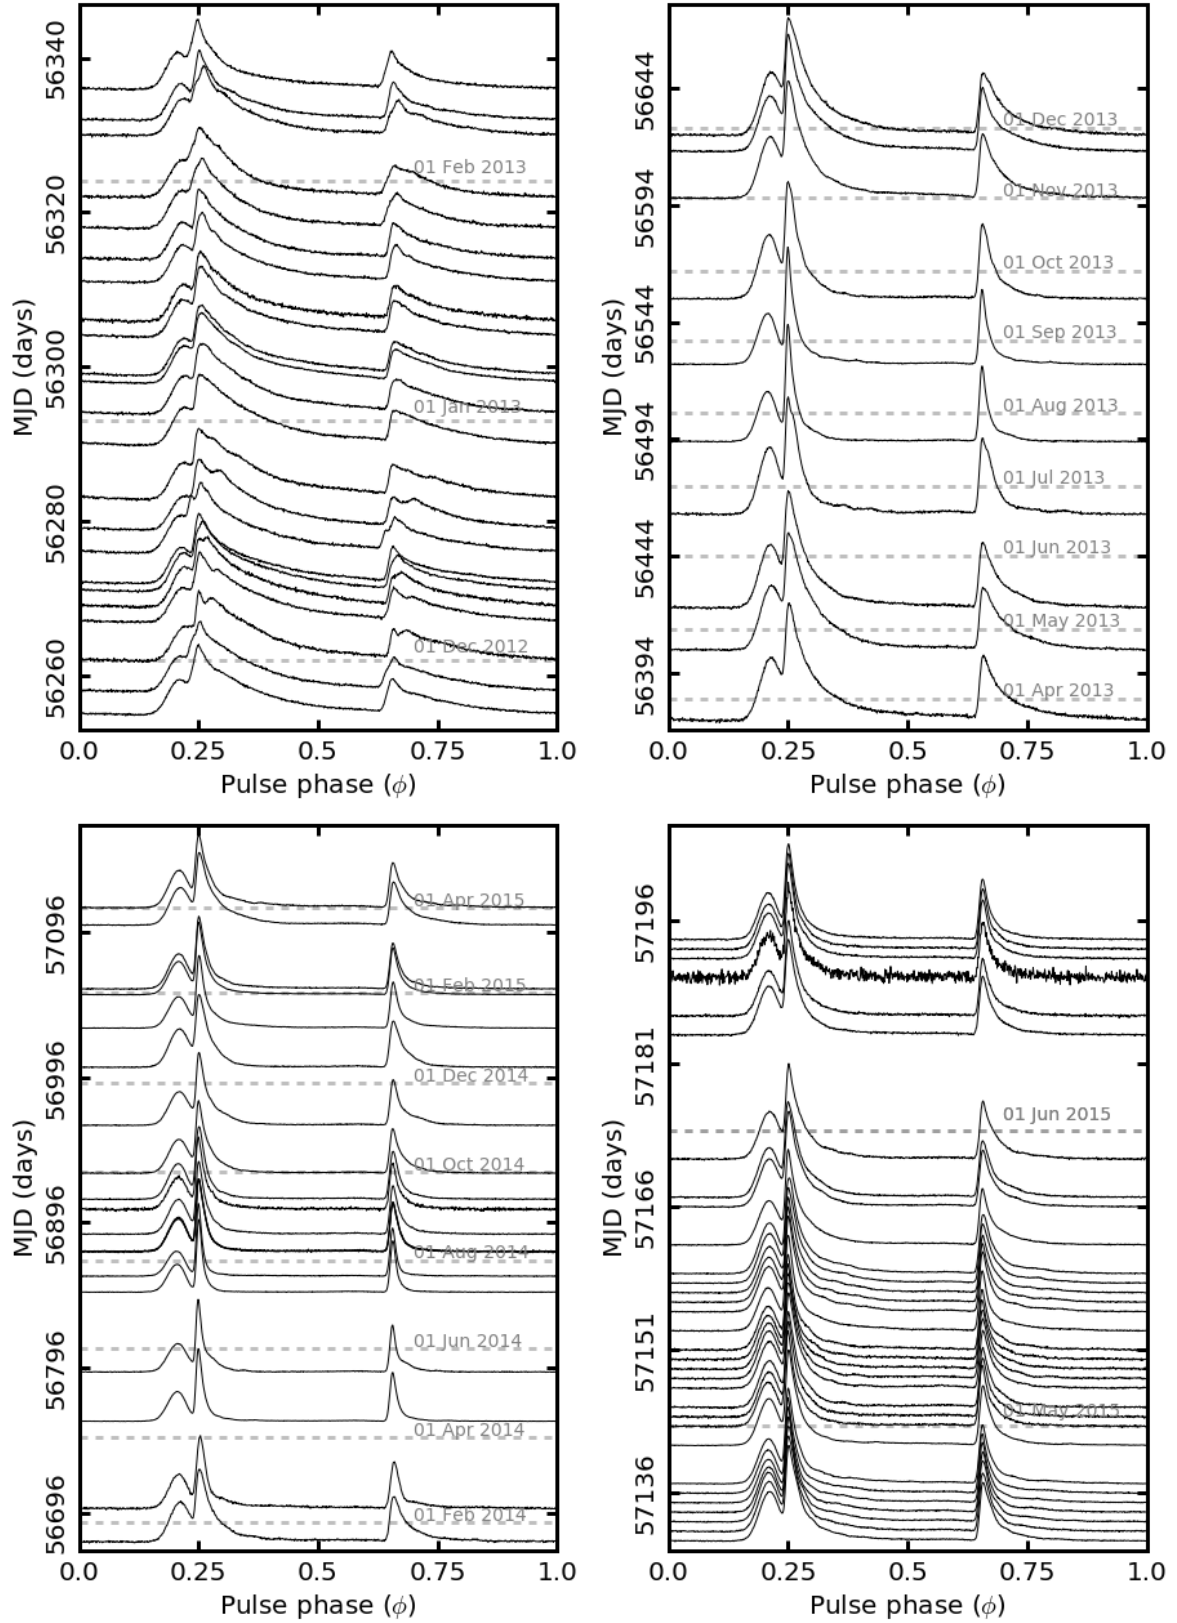 56340
56320
56300
56280
56260
MJD (days)
01 Feb 2013
01 Jan 2013
01 Dec 2012
0.0 0.25 0.5 0.75 1.0
Pulse phase (ϕ)
56644
56594
56544
56494
56444
56394
MJD (days)
01 Dec 2013
01 Nov 2013
01 Oct 2013
01 Sep 2013
01 Aug 2013
01 Jul 2013
01 Jun 2013
01 May 2013
01 Apr 2013
0.0 0.25 0.5 0.75 1.0
Pulse phase (ϕ)
57096
56996
56896
56796
56696
MJD (days)
01 Apr 2015
01 Feb 2015
01 Dec 2014
01 Oct 2014
01 Aug 2014
01 Jun 2014
01 Apr 2014
01 Feb 2014
0.0 0.25 0.5 0.75 1.0
Pulse phase (ϕ)
57196
57181
57166
57151
57136
MJD (days)
01 Jun 2015
01 May 2015
0.0 0.25 0.5 0.75 1.0
Pulse phase (ϕ)